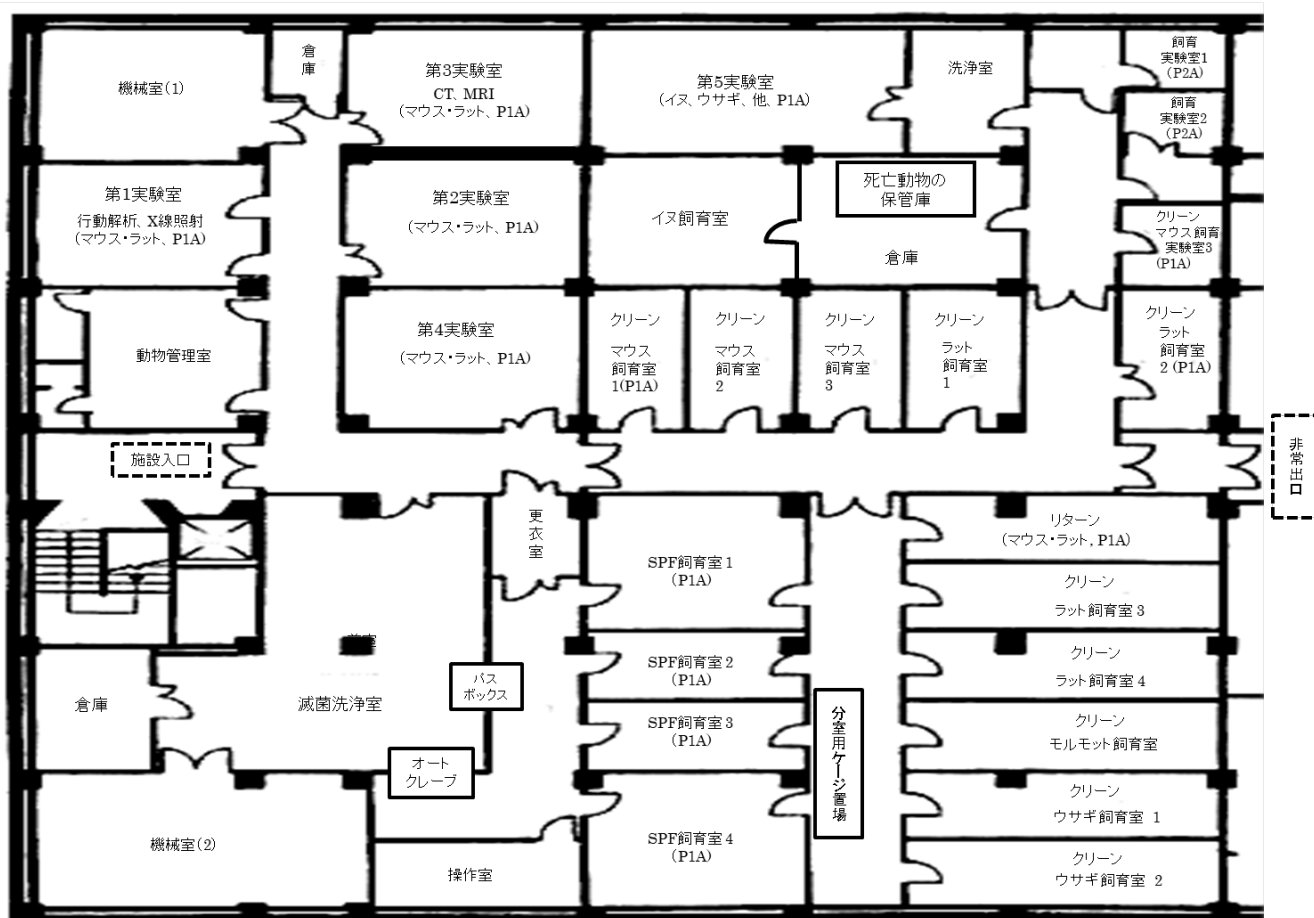 機械室(1)
倉
庫
第3実験室
CT、MRI
(マウス・ラット、P1A)
第5実験室
(イヌ、ウサギ、他、P1A)
洗浄室
飼育
実験室1
(P2A)
飼育
実験室2
(P2A)
第1実験室
行動解析、X線照射
(マウス・ラット、P1A)
第2実験室
(マウス・ラット、P1A)
イヌ飼育室
死亡動物の
保管庫
倉庫
クリーン
マウス飼育
実験室3
(P1A)
動物管理室
第4実験室
(マウス・ラット、P1A)
クリーン
マウス
飼育室
1(P1A)
クリーン
マウス
飼育室
2
クリーン
マウス
飼育室
3
クリーン
ラット
飼育室
1
クリーン
ラット
飼育室
2 (P1A)
施設入口
非常出口
更衣室
SPF飼育室1
(P1A)
リターン
(マウス・ラット, P1A)
クリーン
ラット飼育室 3
SPF飼育室2
(P1A)
クリーン
ラット飼育室 4
倉庫
滅菌洗浄室
パス
ボックス
SPF飼育室3
(P1A)
分室用ケージ置場
クリーン
モルモット飼育室
オート
クレーブ
クリーン
ウサギ飼育室 1
機械室(2)
操作室
SPF飼育室4
(P1A)
クリーン
ウサギ飼育室 2